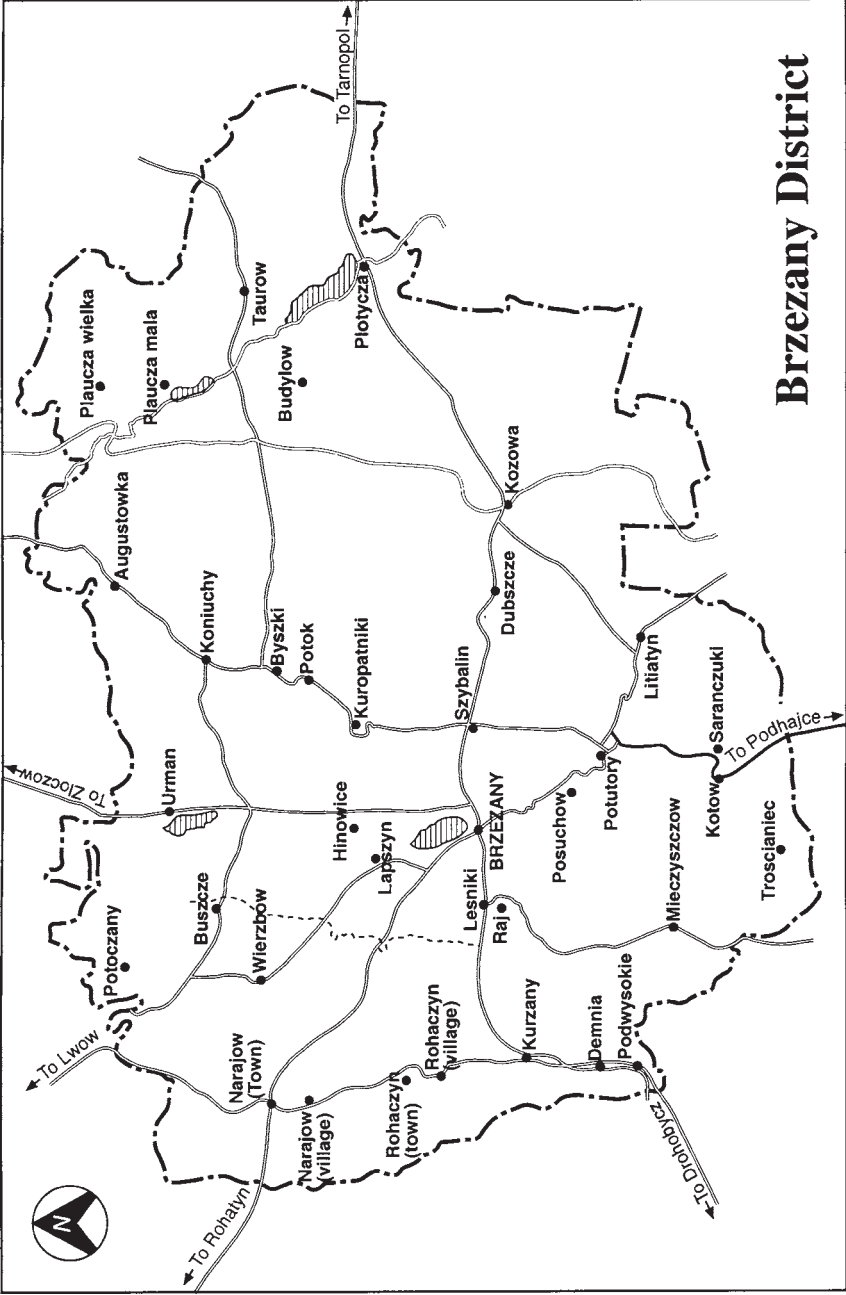 Brzezany District
N
To Lwow
To Zloczow
To Tarnopol
To Rohatyn
To Drohobycz
To Podhajce
Potoczany
Urman
Augustowka
Plaucza wielka
Plaucza mala
Taurow
Buszcze
Koniuchy
Wierzbow
Byszki
Potok
Budylow
Narajow
(Town)
Narajow
(village)
Hinowice
Lapszyn
Kuropatniki
Plotycza
Rohaczyn
(town)
Rohaczyn
village)
Lesniki
Raj
BRZEZANY
Szybalin
Dubszcze
Kozowa
Kurzany
Posuchow
Potutory
Litiatyn
Demnia
Podwysokie
Mieczyszczow
Kotow
Saranczuki
Troscianiec